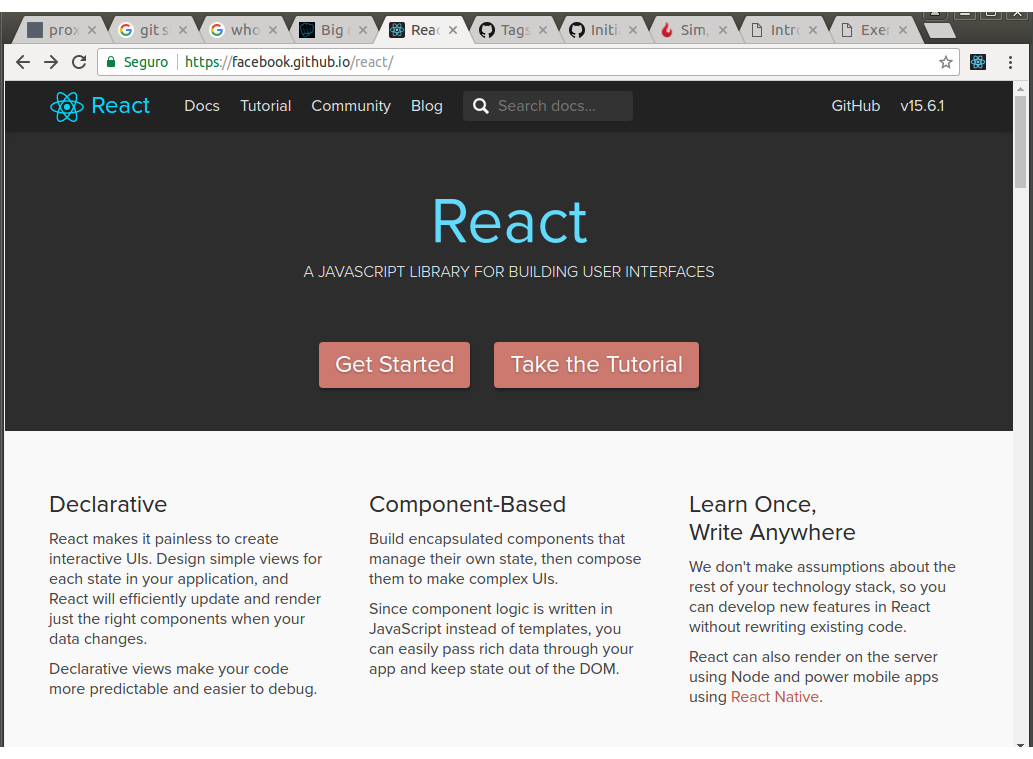 prox git s who Big Reac Tags Initia Sim, Intro Exer
Seguro https://facebook.github.io/react/
React Docs Tutorial Community Blog Search docs... GitHub v15.6.1
React
A JAVASCRIPT LIBRARY FOR BUILDING USER INTERFACES
Get Started Take the Tutorial
Declarative
React makes it painless to create
interactive UIs. Design simple views for
each state in your application, and
React will efficiently update and render
just the right components when your
data changes.
Declarative views make your code
more predictable and easier to debug.
Component-Based
Build encapsulated components that
manage their own state, then compose
them to make complex UIs.
Since component logic is written in
JavaScript instead of templates, you
can easily pass rich data through your
app and keep state out of the DOM.
Learn Once,
Write Anywhere
We don't make assumptions about the
rest of your technology stack, so you
can develop new features in React
without rewriting existing code.
React can also render on the server
using Node and power mobile apps
using React Native.